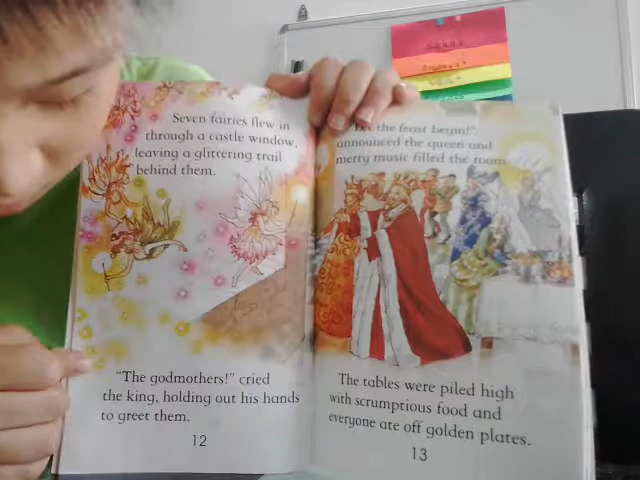 Seven fairies flew in
through a castle window,
leaving a glittering trail
behind them.
"The godmothers!" cried
the king, holding out his hands
to greet them.
12
the feast begin!"
announced the queen and
merry music filled the room.
The tables were piled high
with scrumptious food and
everyone ate off golden plates.
13